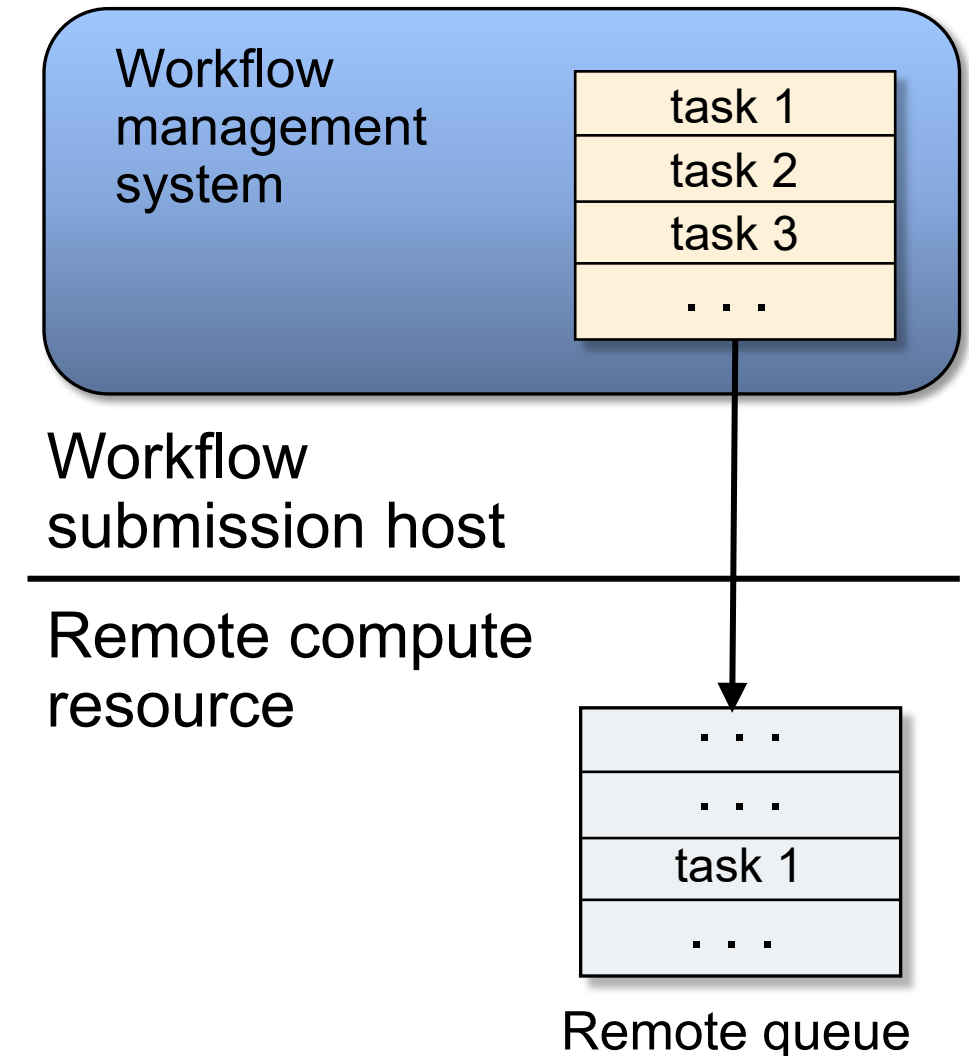 Workflow
management
system
task 1
task 2
task 3
. . .
Workflow
submission host
Remote compute
resource
. . .
. . .
task 1
. . .
Remote queue